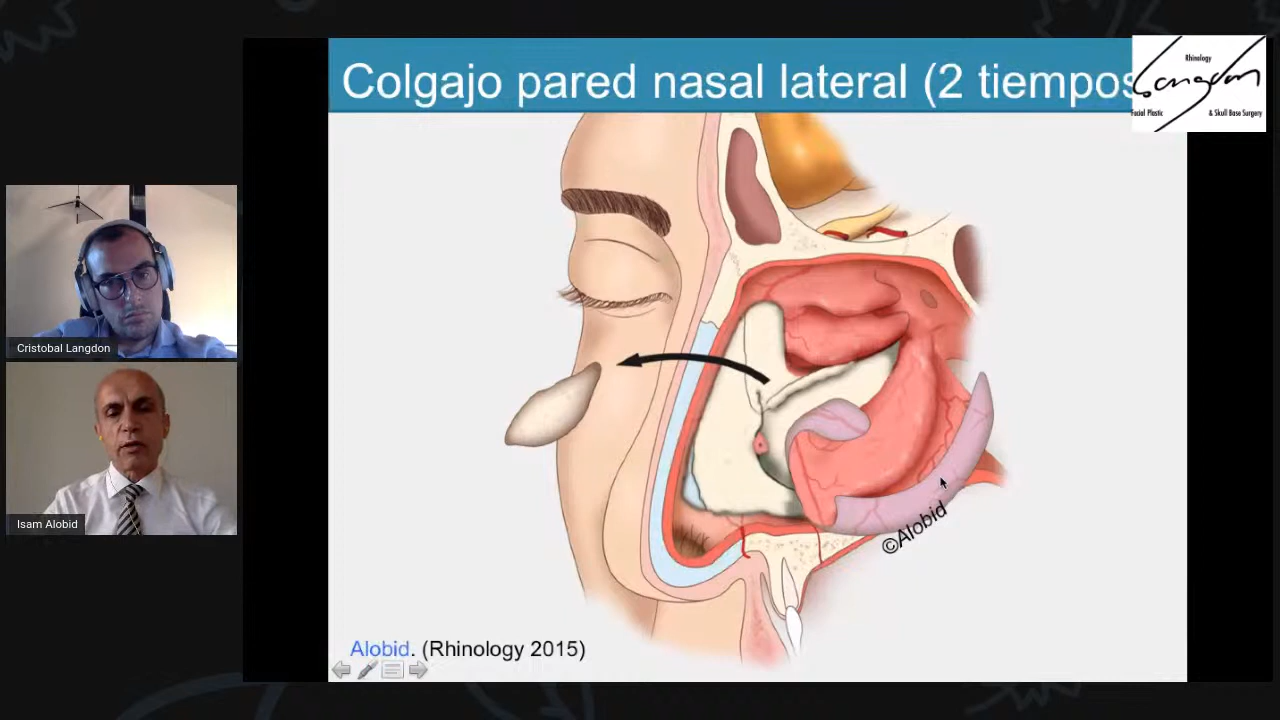 Colgajo pared nasal lateral (2 tiempos
Rhinology
Langdon
Facial Plastic
& Skull Base Surgery
Cristobal Langdon
Isam Alobid
©Alobid
Alobid. (Rhinology 2015)